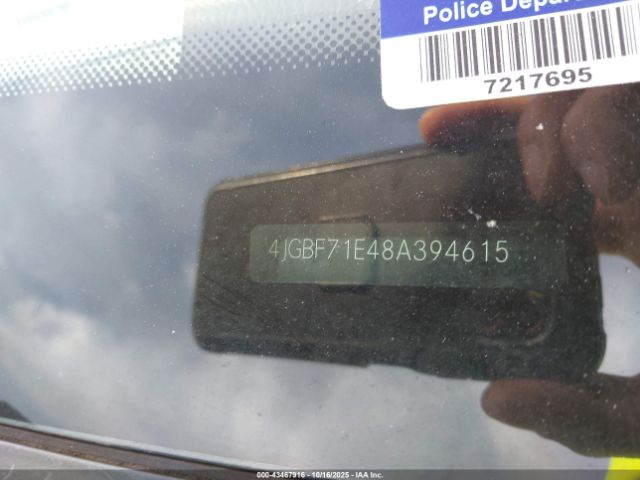 Police Depar
7217695
4JGBF71E48A394615
000-43467916 - 10/16/2025 - IAA Inc.